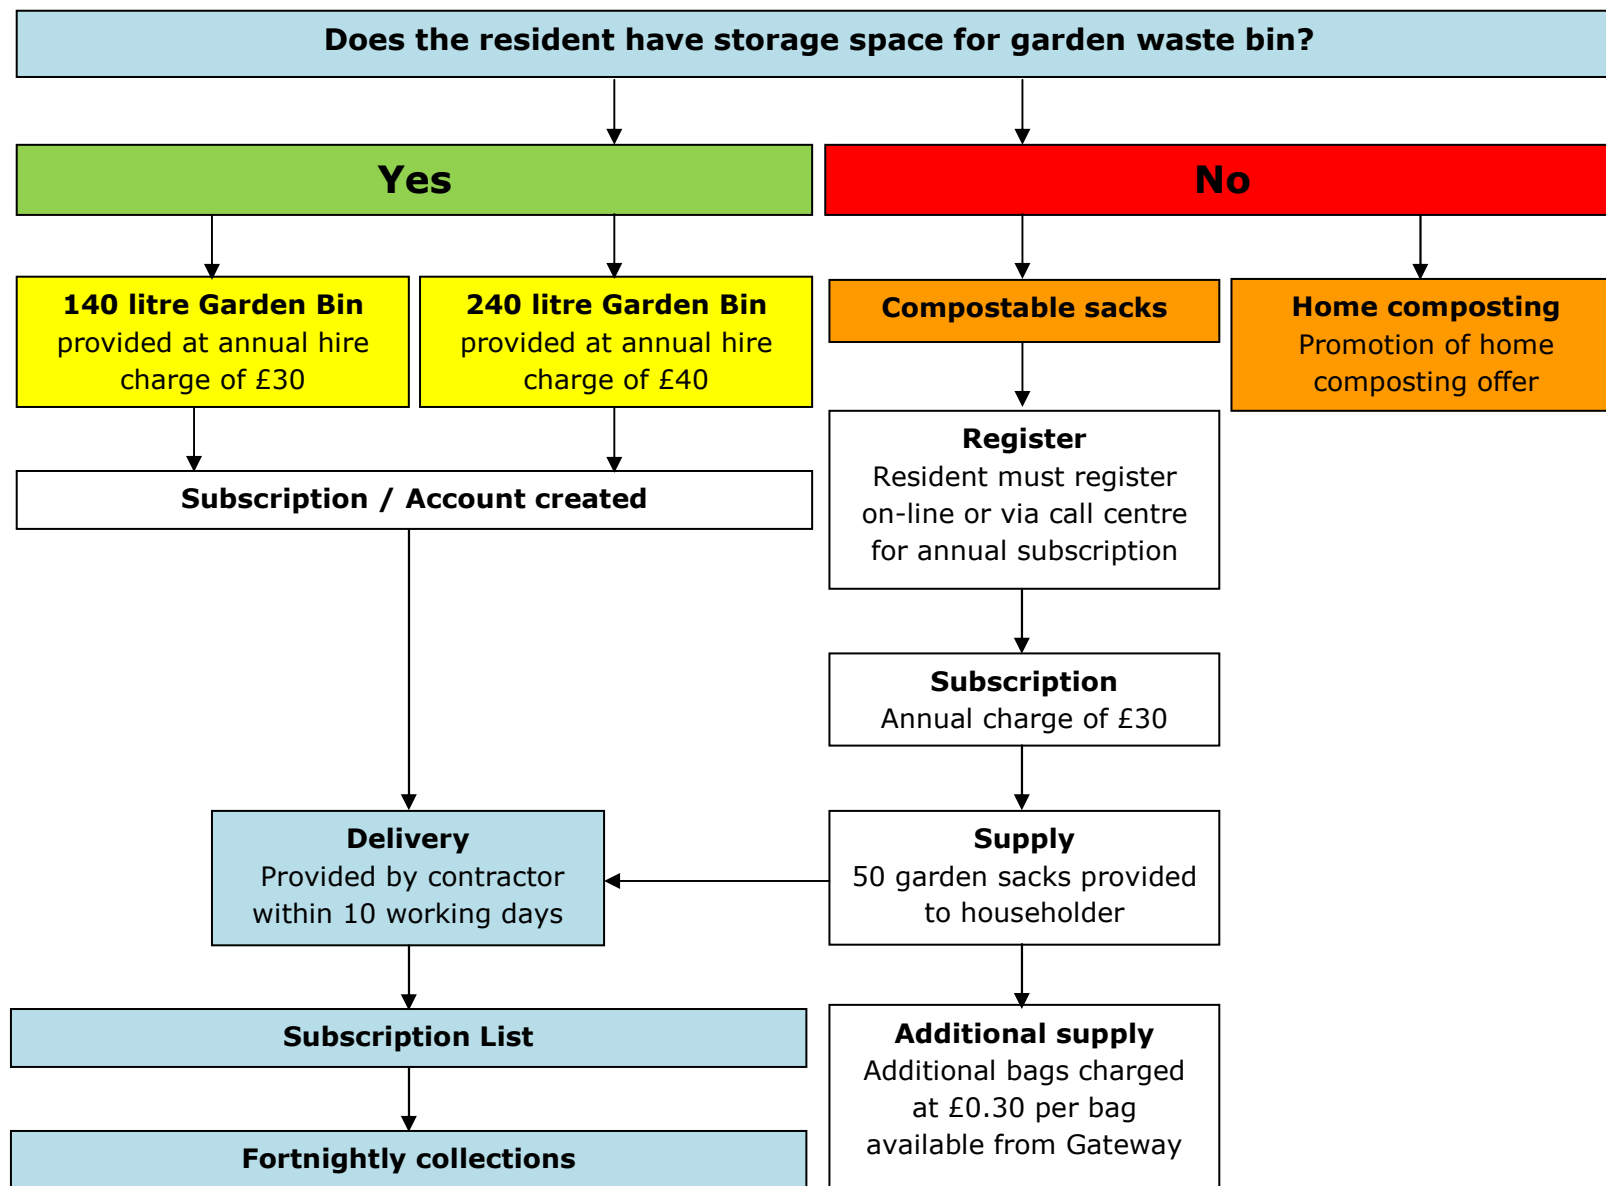 Does the resident have storage space for garden waste bin?
Yes
No
140 litre Garden Bin
provided at annual hire
charge of £30
240 litre Garden Bin
provided at annual hire
charge of £40
Compostable sacks
Home composting
Promotion of home
composting offer
Register
Resident must register
on-line or via call centre
for annual subscription
Subscription / Account created
Subscription
Annual charge of £30
Delivery
Provided by contractor
within 10 working days
Supply
50 garden sacks provided
to householder
Subscription List
Additional supply
Additional bags charged
at £0.30 per bag
available from Gateway
Fortnightly collections